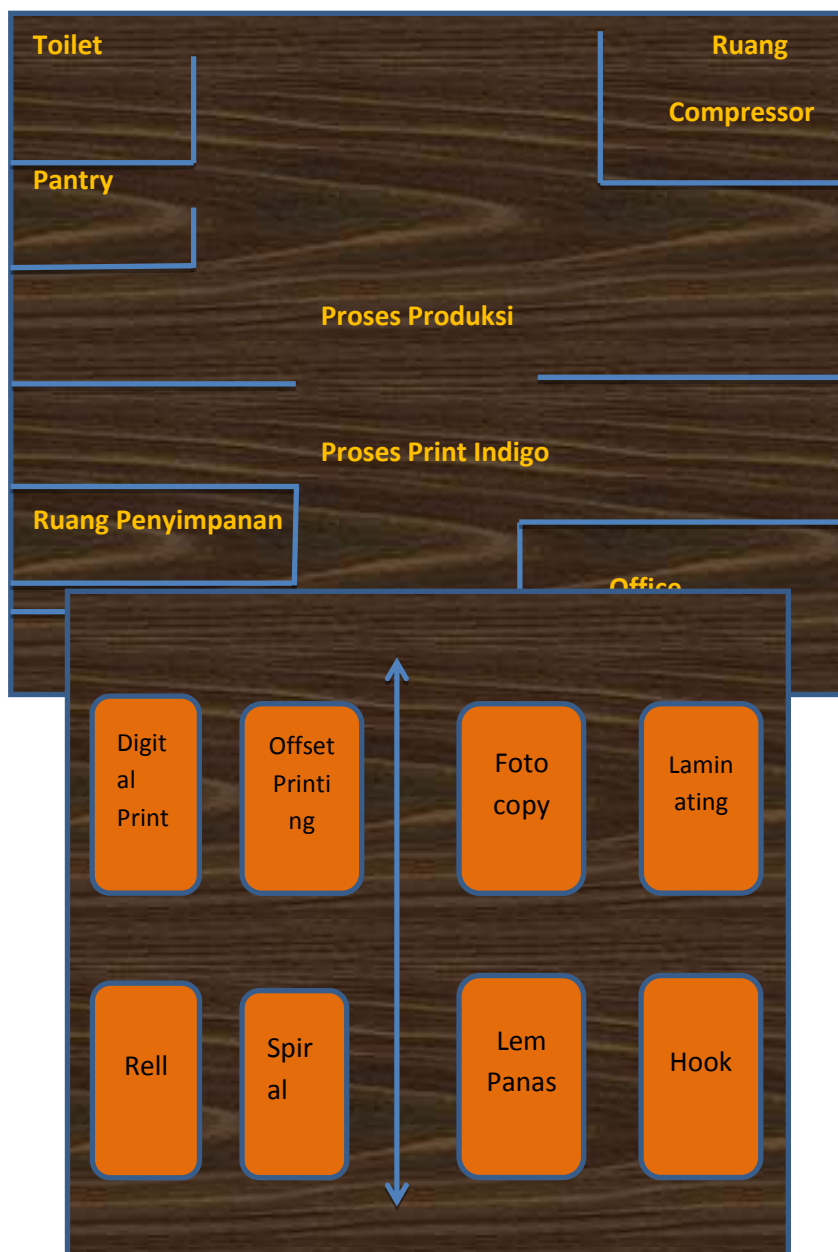 Toilet
Ruang
Compressor
Pantry
Proses Produksi
Proses Print Indigo
Ruang Penyimpanan
Office
Digit
al
Print
Offset
Printi
ng
Foto
copy
Lamin
ating
Rell
Spir
al
Lem
Panas
Hook